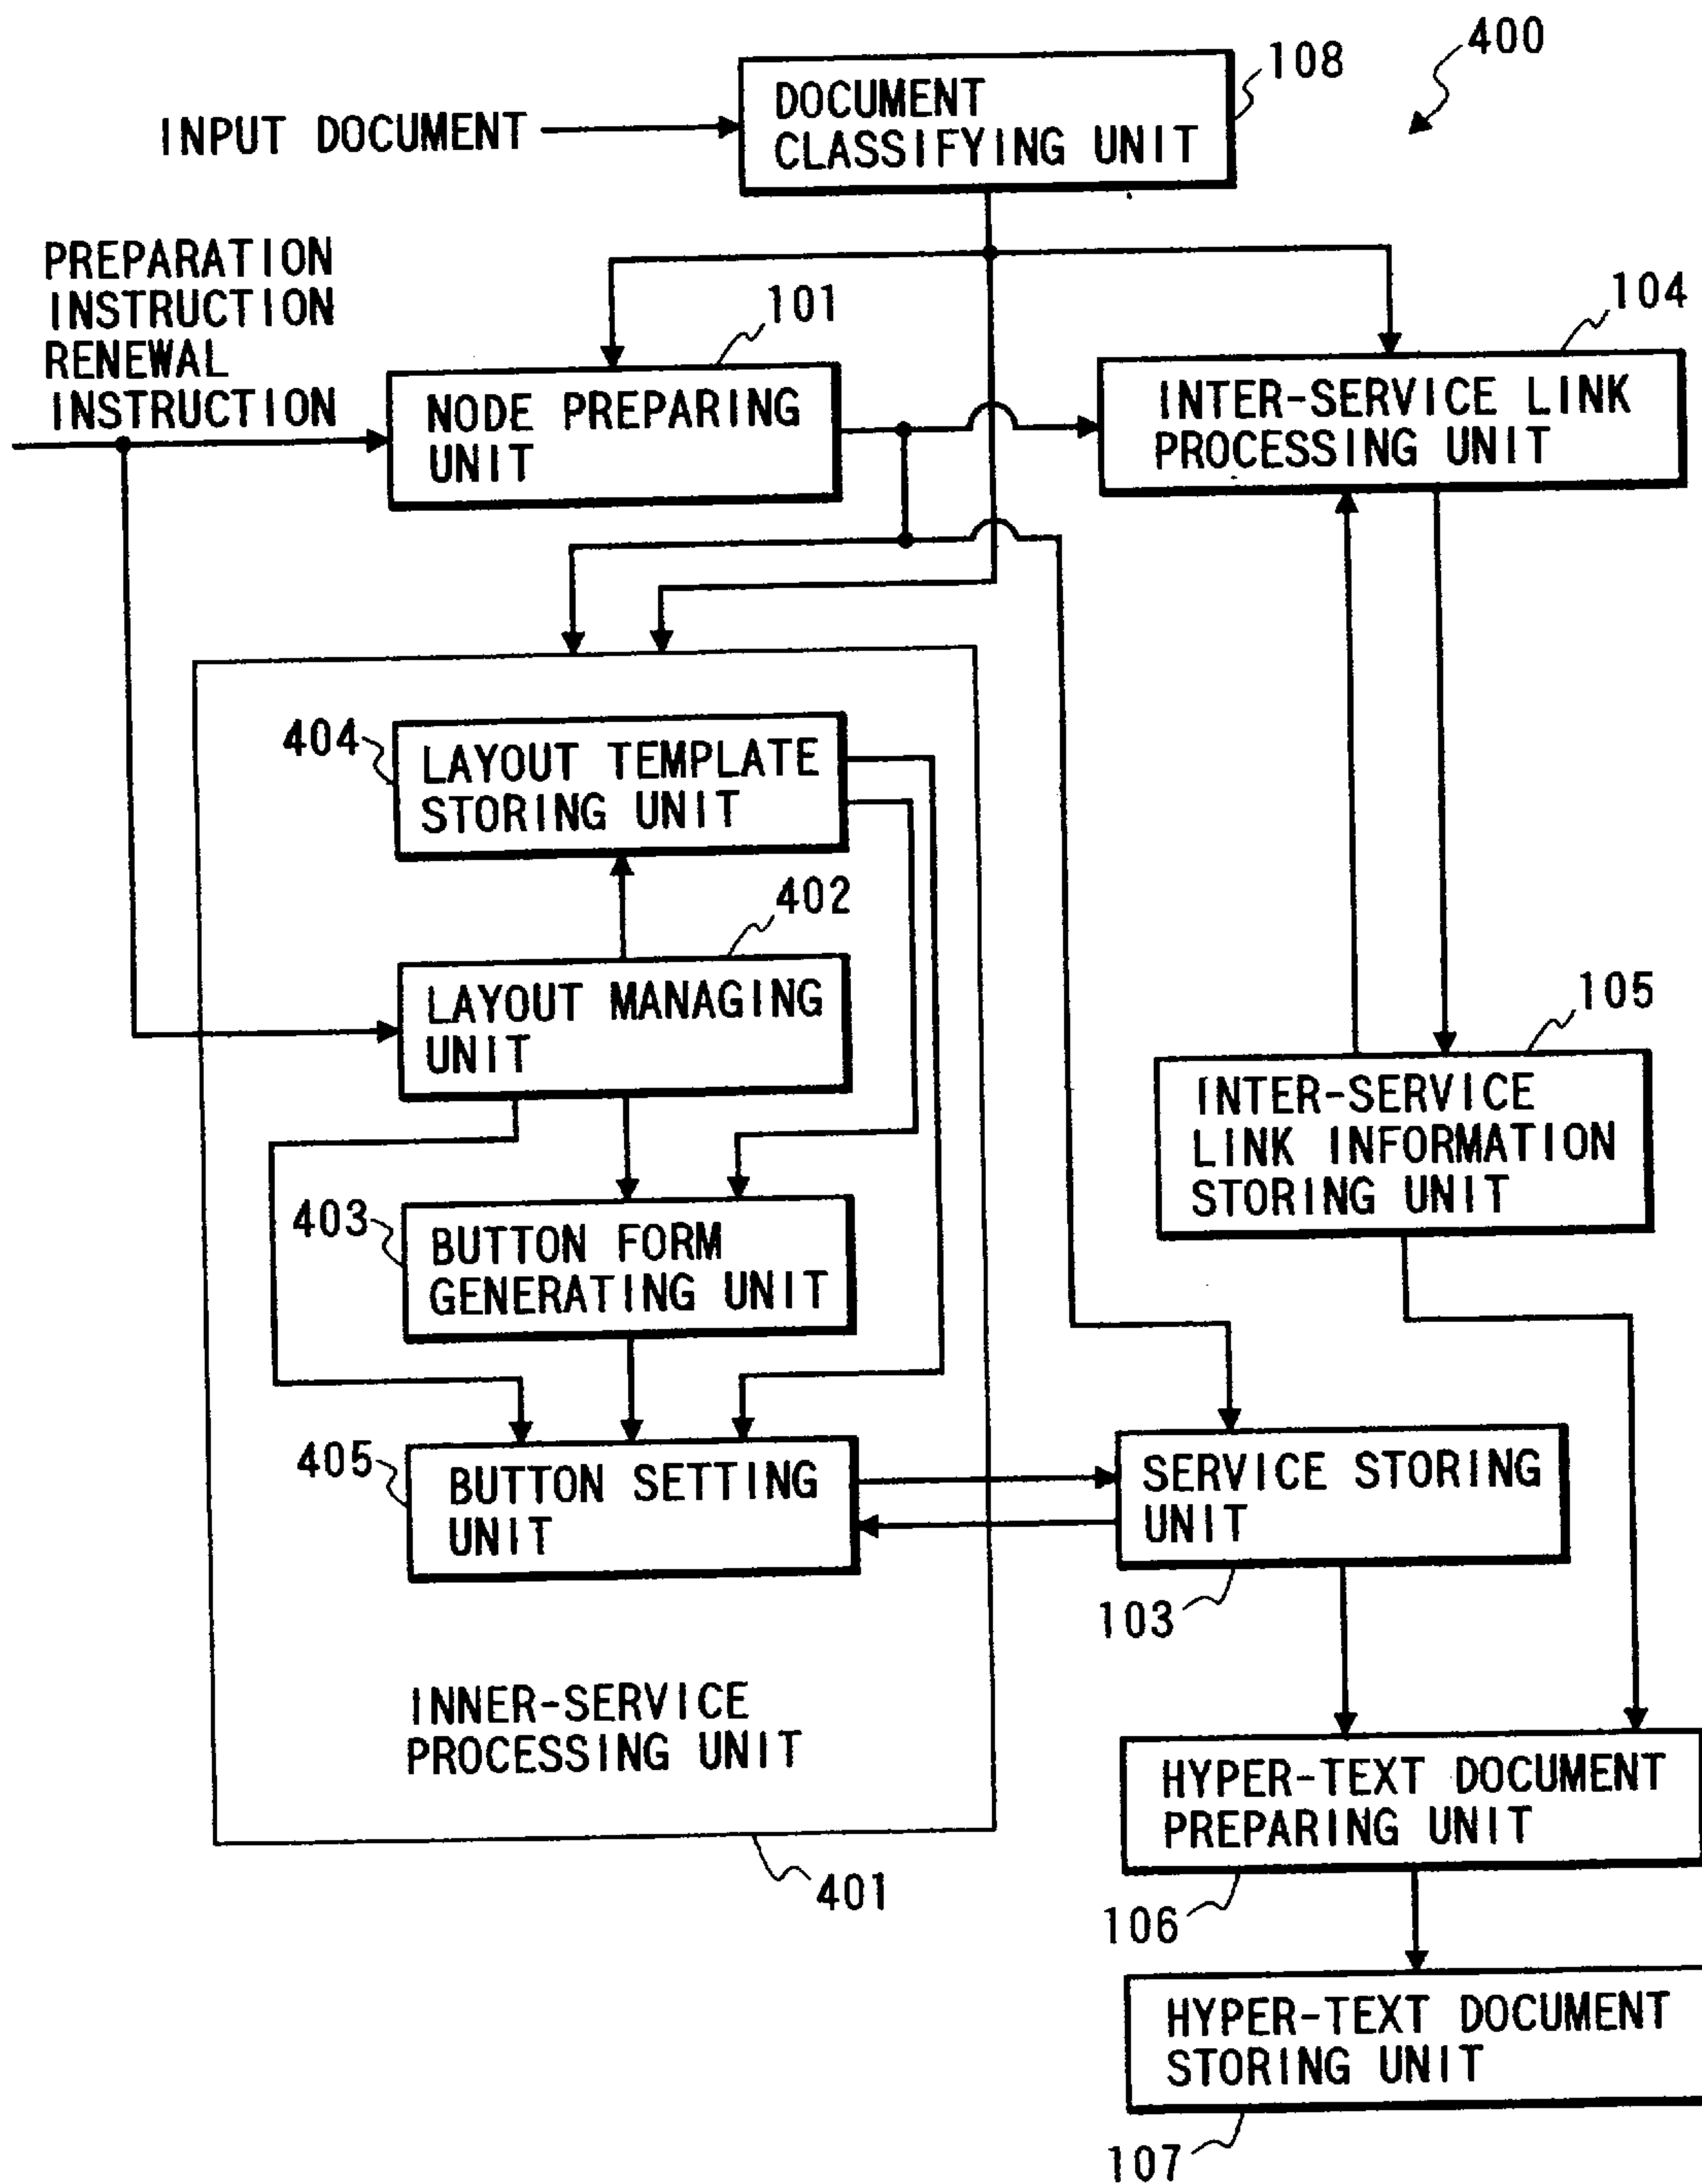 400
108
DOCUMENT
CLASSIFYING UNIT
INPUT DOCUMENT
PREPARATION
INSTRUCTION
RENEWAL
INSTRUCTION
101
104
NODE PREPARING
UNIT
INTER-SERVICE LINK
PROCESSING UNIT
404
LAYOUT TEMPLATE
STORING UNIT
402
LAYOUT MANAGING
UNIT
105
INTER-SERVICE
LINK INFORMATION
STORING UNIT
403
BUTTON FORM
GENERATING UNIT
405
BUTTON SETTING
UNIT
SERVICE STORING
UNIT
103
INNER-SERVICE
PROCESSING UNIT
401
HYPER-TEXT DOCUMENT
PREPARING UNIT
106
HYPER-TEXT DOCUMENT
STORING UNIT
107